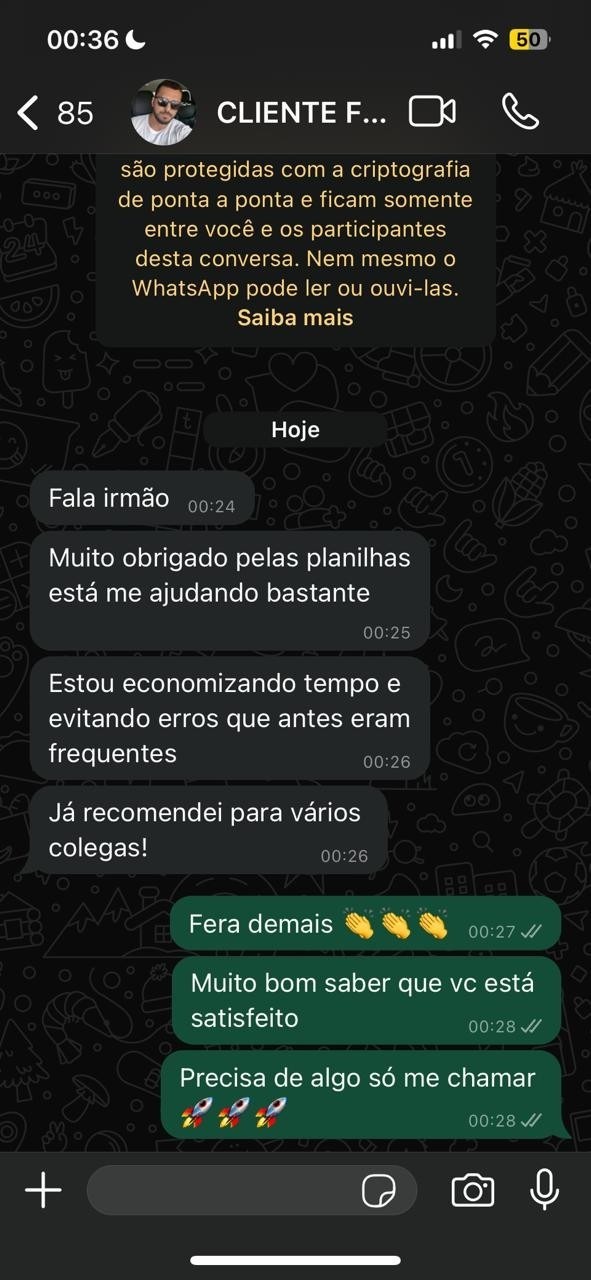 00:36
50
85
CLIENTE F...
são protegidas com a criptografia
de ponta a ponta e ficam somente
entre você e os participantes
desta conversa. Nem mesmo o
WhatsApp pode ler ou ouvi-las.
Saiba mais
Hoje
Fala irmão 00:24
Muito obrigado pelas planilhas
está me ajudando bastante
00:25
Estou economizando tempo e
evitando erros que antes eram
frequentes 00:26
Já recomendei para vários
colegas! 00:26
Fera demais 👏👏👏 00:27
Muito bom saber que vc está
satisfeito 00:28
Precisa de algo só me chamar
🚀🚀🚀 00:28